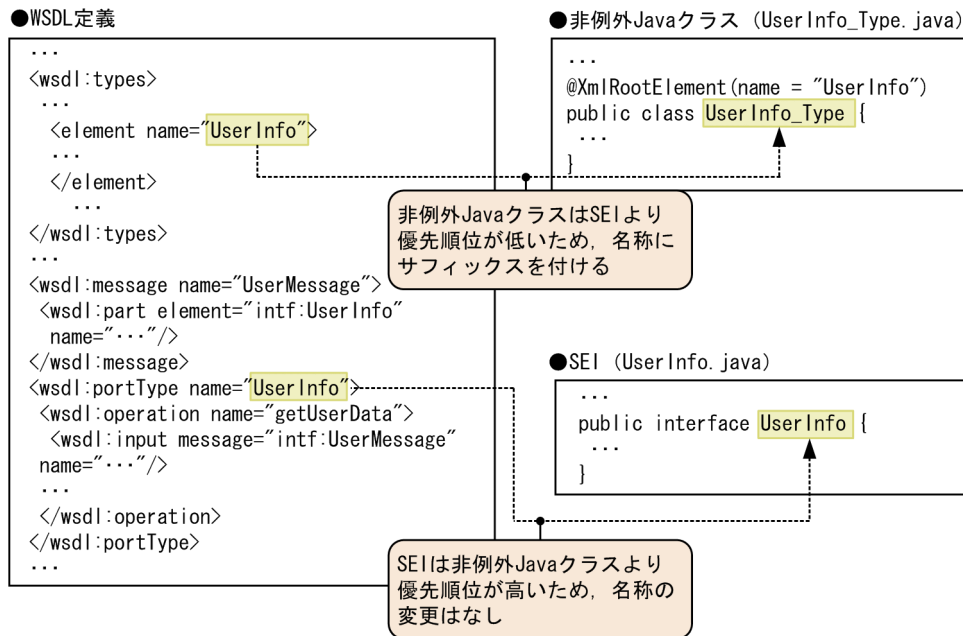 ●WSDL定義
...
<wsdl:types>
...
<element name="UserInfo">
...
</element>
...
</wsdl:types>
...
<wsdl:message name="UserMessage">
<wsdl:part element="intf:UserInfo"
name="..."/>
</wsdl:message>
<wsdl:portType name="UserInfo">
<wsdl:operation name="getUserData">
<wsdl:input message="intf:UserMessage"
name="..."/>
...
</wsdl:operation>
</wsdl:portType>
...
●非例外Javaクラス (UserInfo_Type.java)
...
@XmlRootElement(name = "UserInfo")
public class UserInfo_Type {
...
}
非例外JavaクラスはSEIより
優先順位が低いため，名称に
サフィックスを付ける
●SEI (UserInfo.java)
...
public interface UserInfo {
...
}
SEIは非例外Javaクラスより
優先順位が高いため，名称の
変更はなし